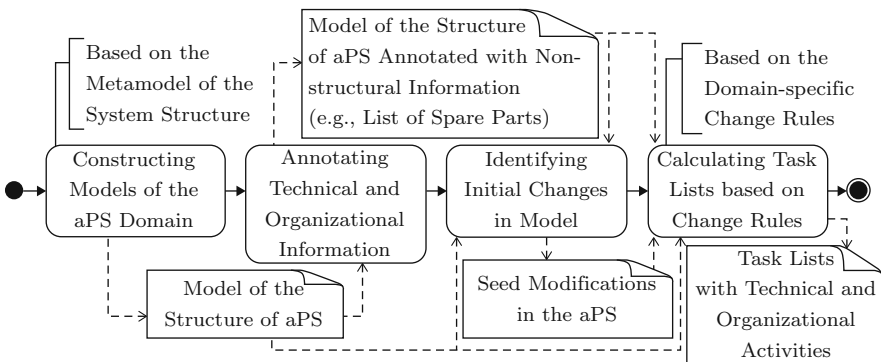 Based on the
Metamodel of the
System Structure
Model of the Structure
of aPS Annotated with Non-
structural Information
(e.g., List of Spare Parts)
Based on the
Domain-specific
Change Rules
Constructing
Models of the
aPS Domain
Annotating
Technical and
Organizational
Information
Identifying
Initial Changes
in Model
Calculating Task
Lists based on
Change Rules
Model of the
Structure of aPS
Seed Modifications
in the aPS
Task Lists
with Technical and
Organizational
Activities